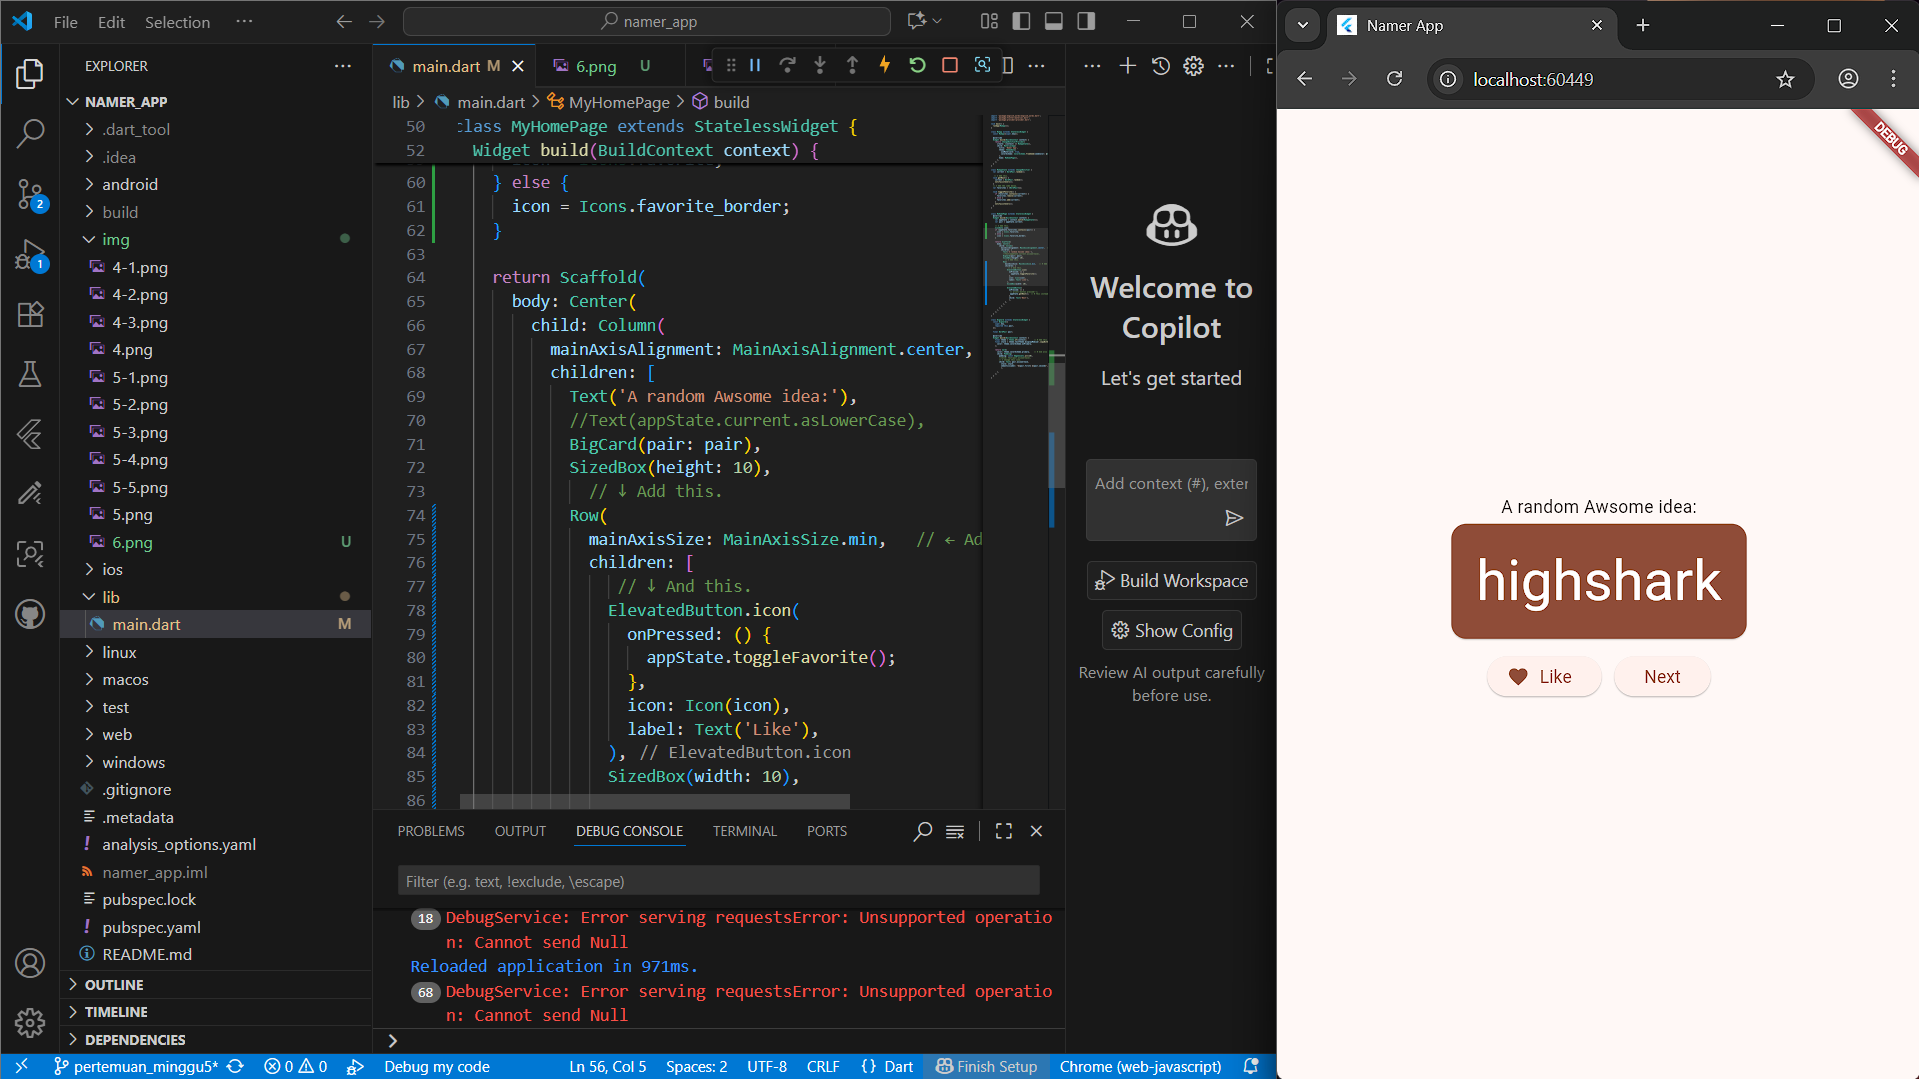 File Edit Selection ··· namer_app
EXPLORER ···
NAMER_APP
.dart_tool
.idea
android
build
img
4-1.png
4-2.png
4-3.png
4.png
5-1.png
5-2.png
5-3.png
5-4.png
5-5.png
5.png
6.png U
ios
lib
main.dart M
linux
macos
test
web
windows
.gitignore
.metadata
analysis_options.yaml
namer_app.iml
pubspec.lock
pubspec.yaml
README.md
OUTLINE
TIMELINE
DEPENDENCIES
2
1
main.dart M 6.png U
lib > main.dart > MyHomePage > build
50 class MyHomePage extends StatelessWidget {
52 Widget build(BuildContext context) {
60 } else {
61 icon = Icons.favorite_border;
62 }
63
64 return Scaffold(
65 body: Center(
66 child: Column(
67 mainAxisAlignment: MainAxisAlignment.center,
68 children: [
69 Text('A random Awsome idea:'),
70 //Text(appState.current.asLowerCase),
71 BigCard(pair: pair),
72 SizedBox(height: 10),
73 // ↓ Add this.
74 Row(
75 mainAxisSize: MainAxisSize.min, // ← Ad
76 children: [
77 // ↓ And this.
78 ElevatedButton.icon(
79 onPressed: () {
80 appState.toggleFavorite();
81 },
82 icon: Icon(icon),
83 label: Text('Like'),
84 ), // ElevatedButton.icon
85 SizedBox(width: 10),
86
PROBLEMS OUTPUT DEBUG CONSOLE TERMINAL PORTS
Filter (e.g. text, !exclude, \escape)
18 DebugService: Error serving requestsError: Unsupported operatio
n: Cannot send Null
Reloaded application in 971ms.
68 DebugService: Error serving requestsError: Unsupported operatio
n: Cannot send Null
Welcome to
Copilot
Let's get started
Add context (#), exter
Build Workspace
Show Config
Review AI output carefully
before use.
pertemuan_minggu5* 0 0 Debug my code Ln 56, Col 5 Spaces: 2 UTF-8 CRLF {} Dart Finish Setup Chrome (web-javascript)
Namer App
localhost:60449
DEBUG
A random Awsome idea:
highshark
Like Next